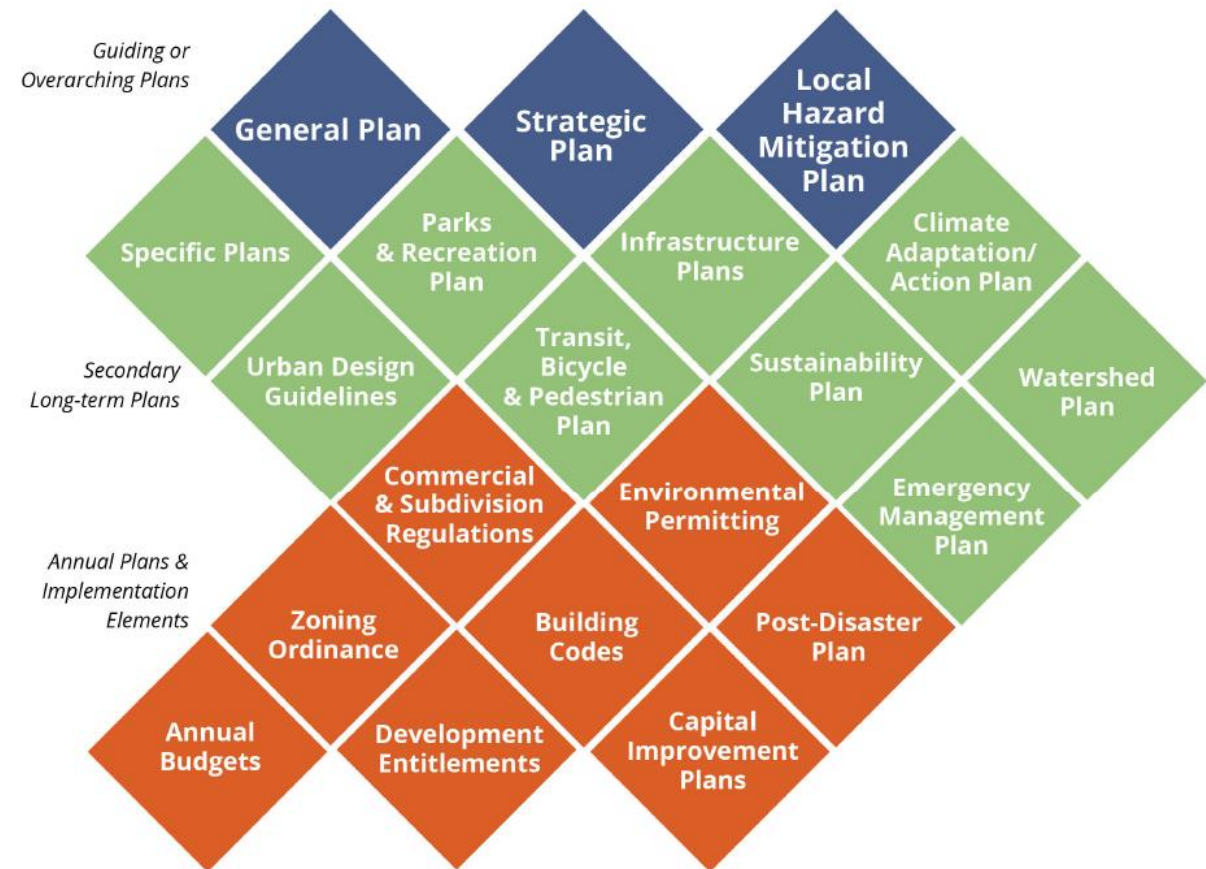 Guiding or
Overarching Plans
General Plan
Strategic
Plan
Local
Hazard
Mitigation
Plan
Specific Plans
Parks
& Recreation
Plan
Infrastructure
Plans
Climate
Adaptation/
Action Plan
Secondary
Long-term Plans
Urban Design
Guidelines
Transit,
Bicycle
& Pedestrian
Plan
Sustainability
Plan
Watershed
Plan
Commercial
& Subdivision
Regulations
Environmental
Permitting
Emergency
Management
Plan
Annual Plans &
Implementation
Elements
Zoning
Ordinance
Building
Codes
Post-Disaster
Plan
Annual
Budgets
Development
Entitlements
Capital
Improvement
Plans